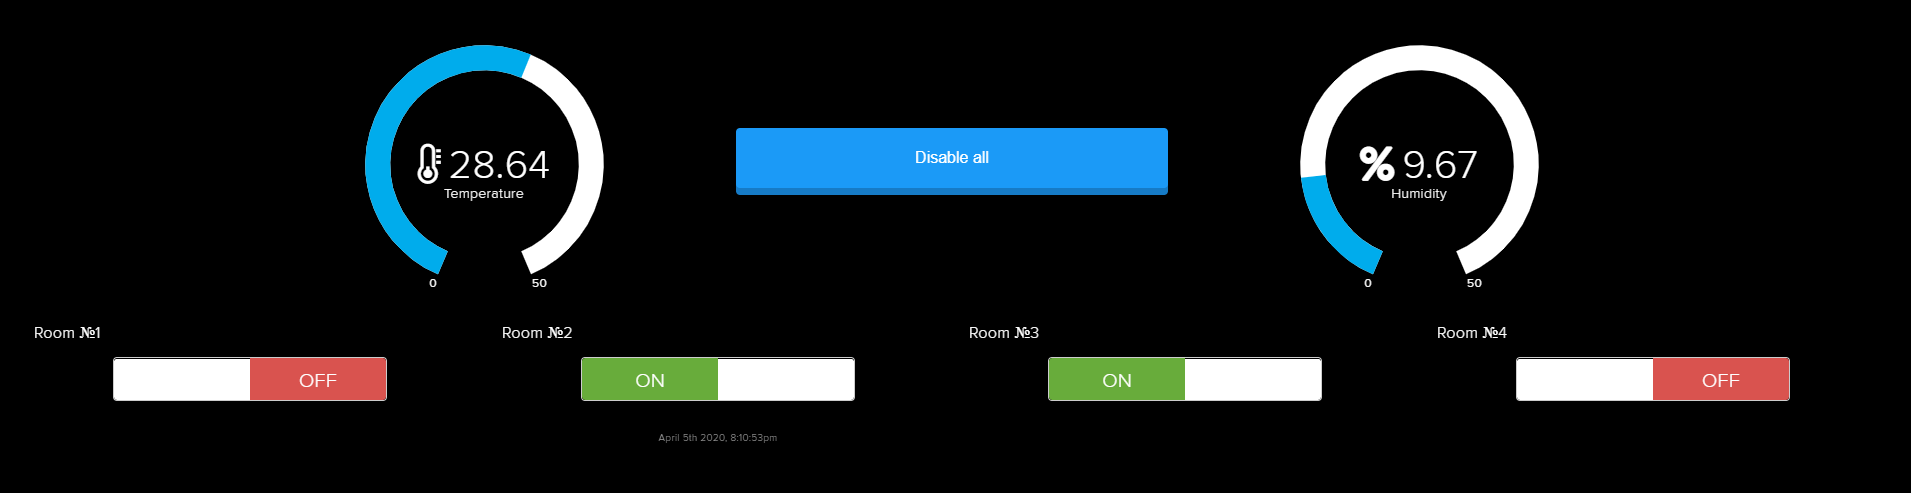 28.64
Temperature
0
50
Disable all
% 9.67
Humidity
0
50
Room №1
OFF
Room №2
ON
Room №3
ON
Room №4
OFF
April 5th 2020, 8:10:53pm